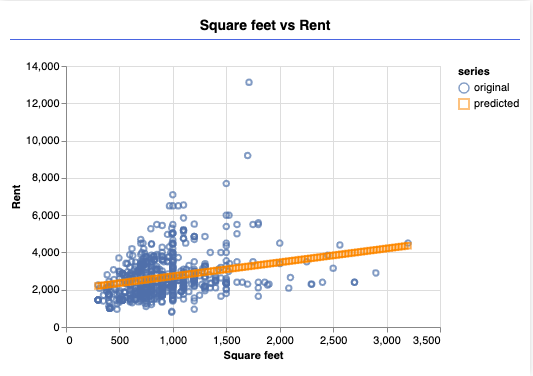 Square feet vs Rent
series
original
predicted
14,000
12,000
10,000
8,000
6,000
4,000
2,000
0
Rent
0 500 1,000 1,500 2,000 2,500 3,000 3,500
Square feet